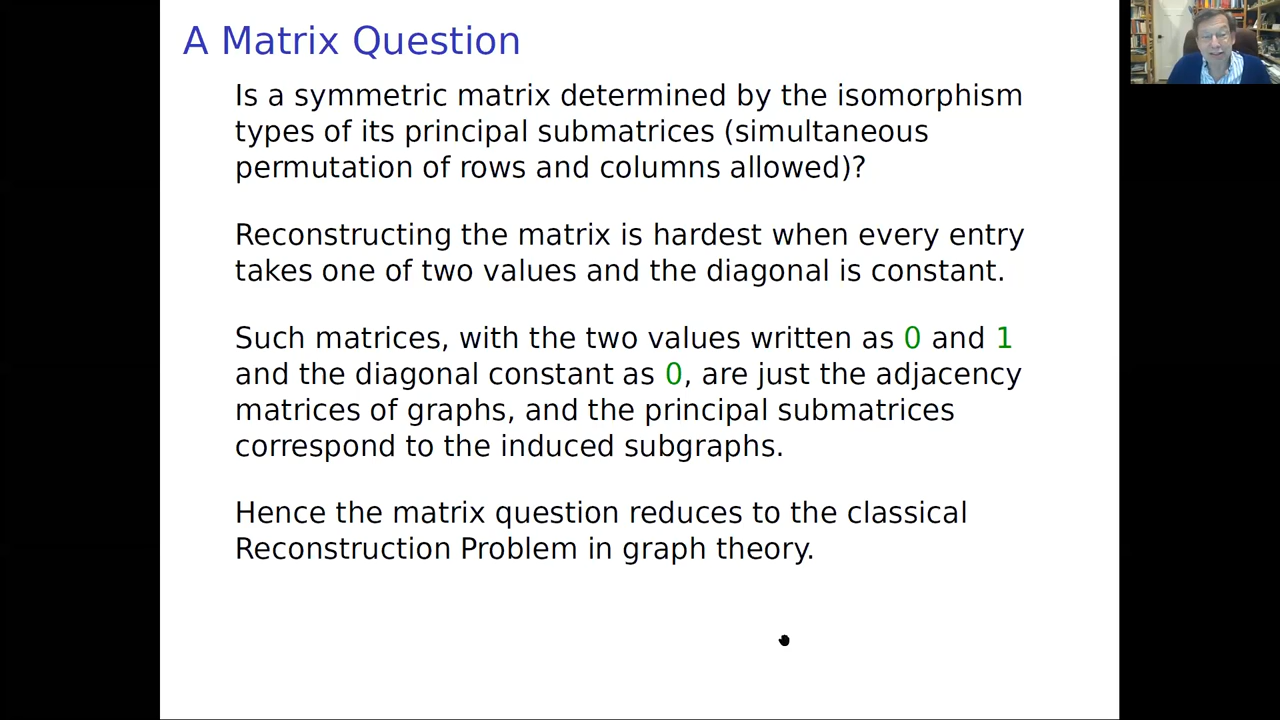 A Matrix Question
Is a symmetric matrix determined by the isomorphism
types of its principal submatrices (simultaneous
permutation of rows and columns allowed)?
Reconstructing the matrix is hardest when every entry
takes one of two values and the diagonal is constant.
Such matrices, with the two values written as 0 and 1
and the diagonal constant as 0, are just the adjacency
matrices of graphs, and the principal submatrices
correspond to the induced subgraphs.
Hence the matrix question reduces to the classical
Reconstruction Problem in graph theory.